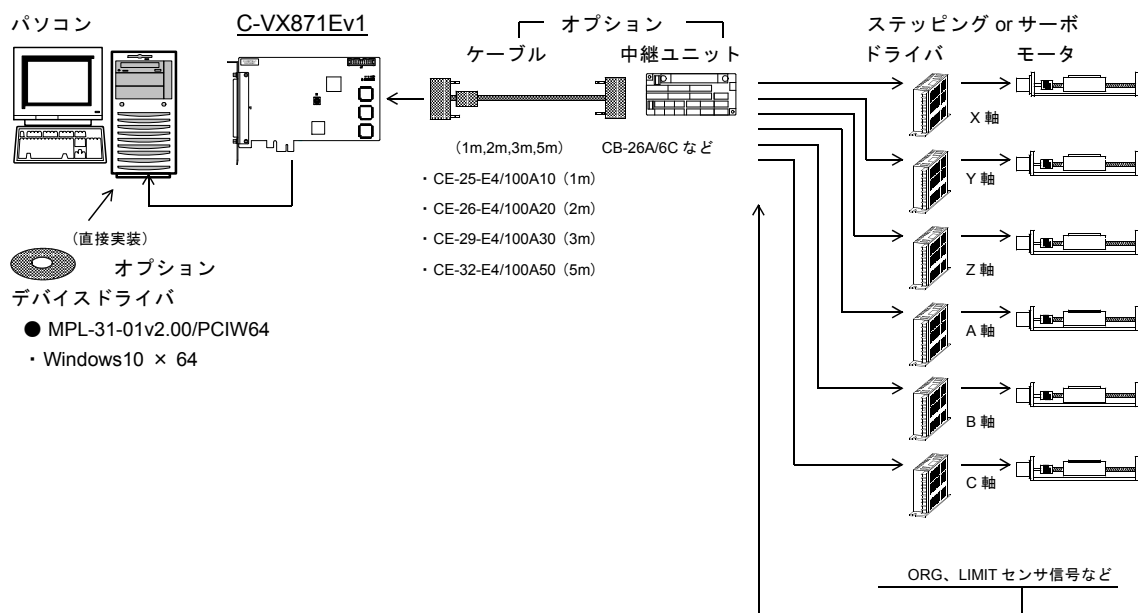 パソコン
C-VX871Ev1
オプション
ケーブル
中継ユニット
ステッピング or サーボ
ドライバ
モータ
(1m,2m,3m,5m)
CB-26A/6C など
・CE-25-E4/100A10（1m）
・CE-26-E4/100A20（2m）
・CE-29-E4/100A30（3m）
・CE-32-E4/100A50（5m）
(直接実装)
オプション
デバイスドライバ
● MPL-31-01v2.00/PCIW64
・Windows10 × 64
X 軸
Y 軸
Z 軸
A 軸
B 軸
C 軸
ORG、LIMIT センサ信号など